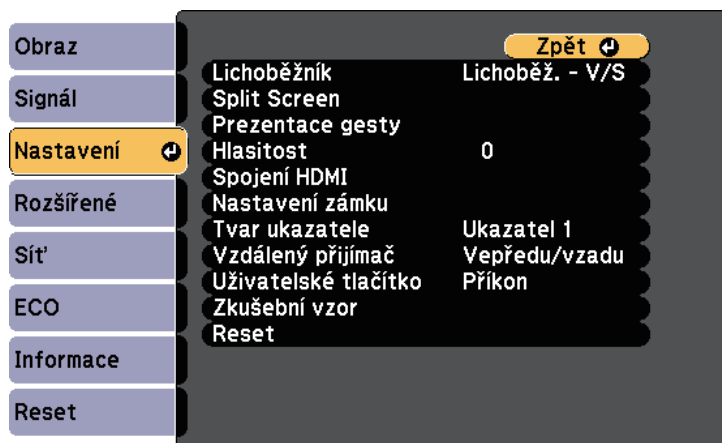 Obraz
Signál
Nastavení
Rozšířené
Síť
ECO
Informace
Reset
Zpět
Lichoběžník Lichoběž. - V/S
Split Screen
Prezentace gesty
Hlasitost 0
Spojení HDMI
Nastavení zámku
Tvar ukazatele Ukazatel 1
Vzdálený přijímač Vepředu/vzadu
Uživatelské tlačítko Příkon
Zkušební vzor
Reset